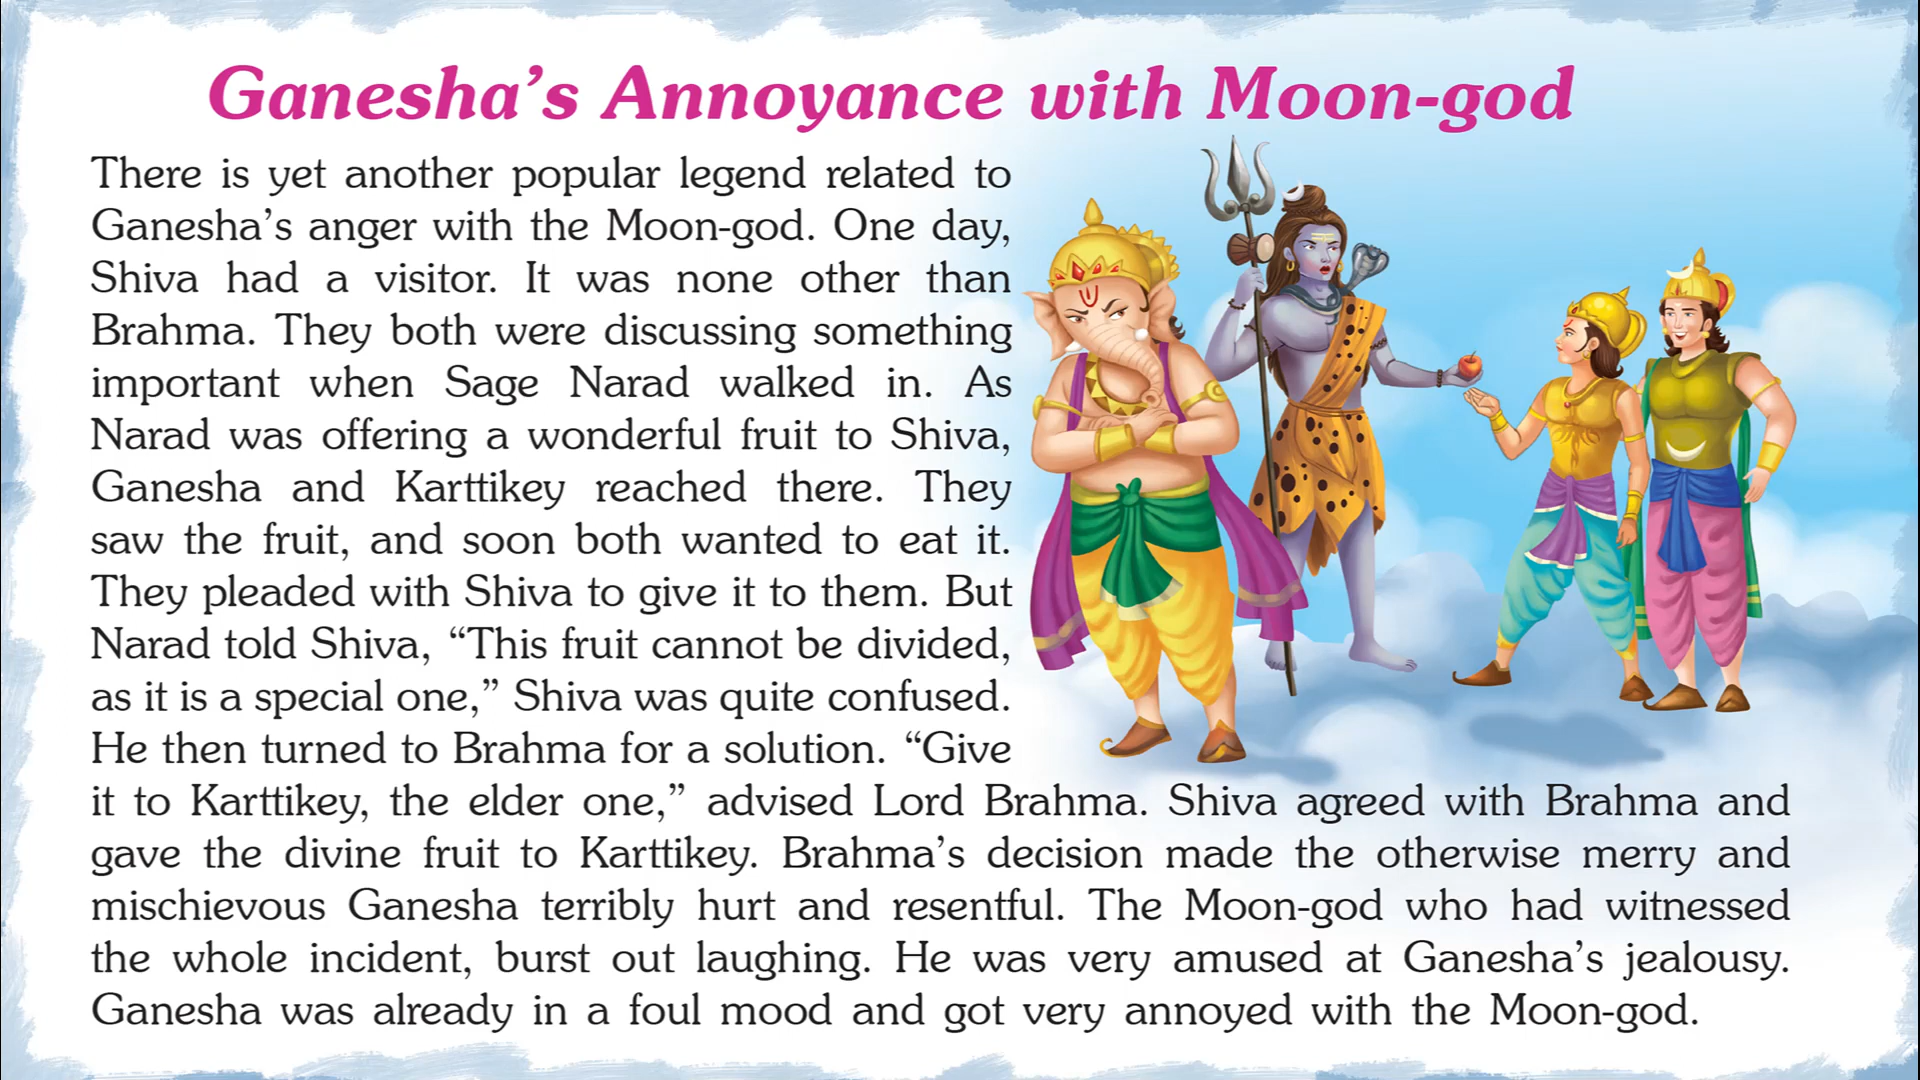 Ganesha’s Annoyance with Moon-god
There is yet another popular legend related to
Ganesha’s anger with the Moon-god. One day,
Shiva had a visitor. It was none other than
Brahma. They both were discussing something
important when Sage Narad walked in. As
Narad was offering a wonderful fruit to Shiva,
Ganesha and Karttikey reached there. They
saw the fruit, and soon both wanted to eat it.
They pleaded with Shiva to give it to them. But
Narad told Shiva, “This fruit cannot be divided,
as it is a special one,” Shiva was quite confused.
He then turned to Brahma for a solution. “Give
it to Karttikey, the elder one,” advised Lord Brahma. Shiva agreed with Brahma and
gave the divine fruit to Karttikey. Brahma’s decision made the otherwise merry and
mischievous Ganesha terribly hurt and resentful. The Moon-god who had witnessed
the whole incident, burst out laughing. He was very amused at Ganesha’s jealousy.
Ganesha was already in a foul mood and got very annoyed with the Moon-god.